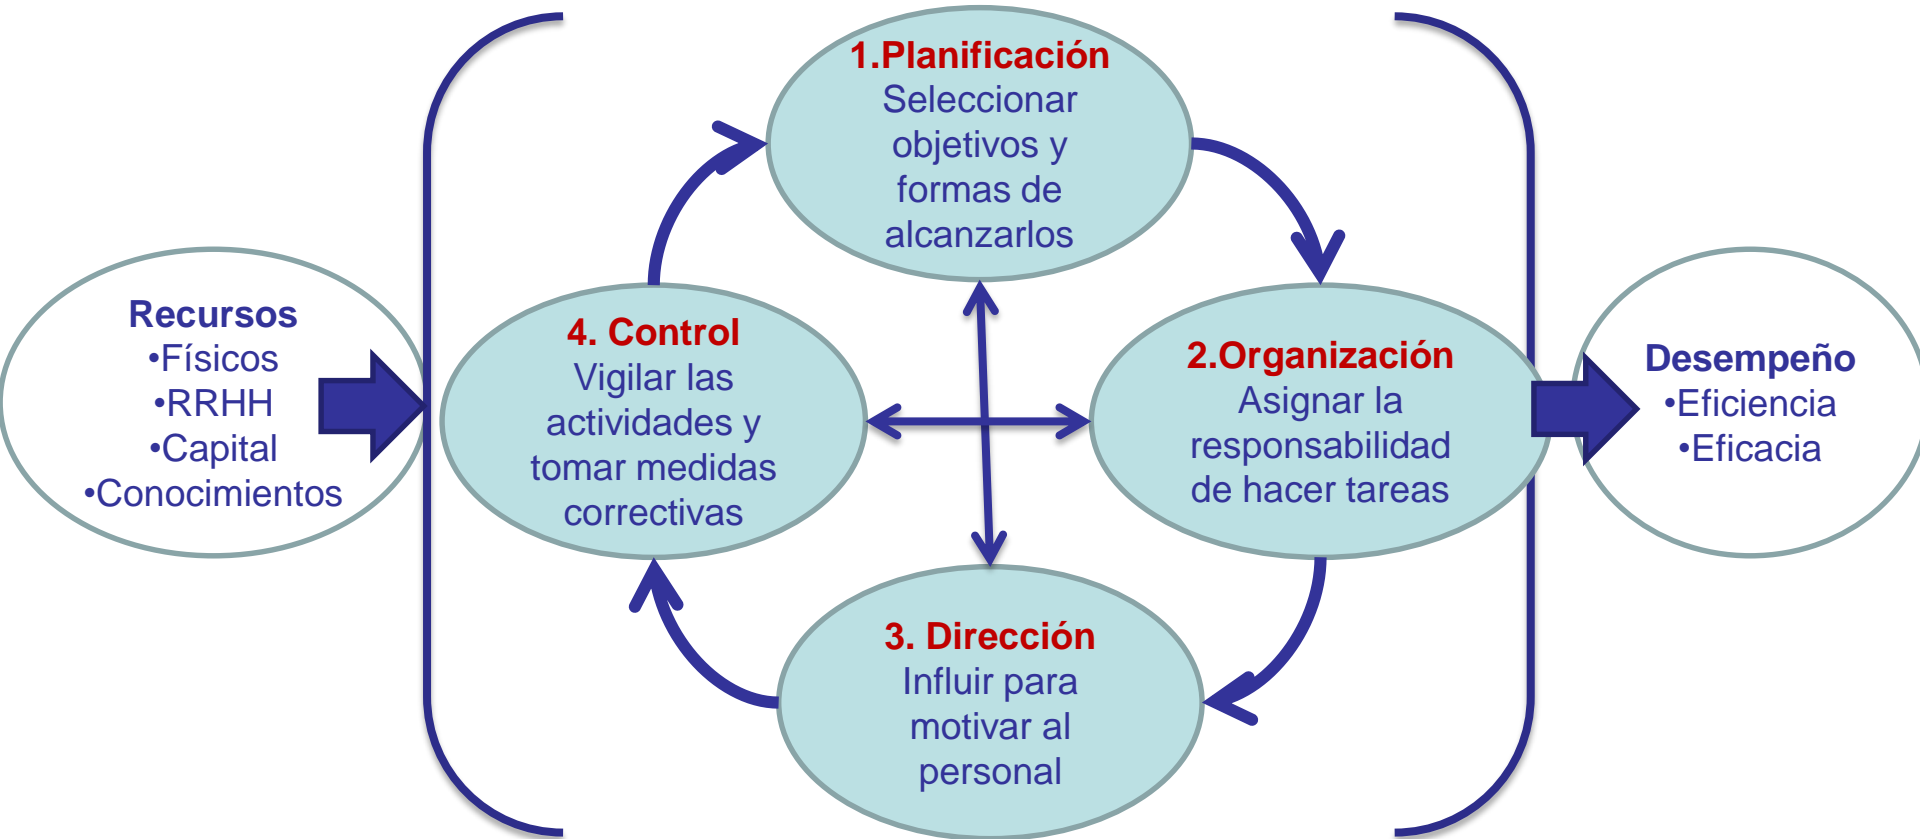 1.Planificación
Seleccionar
objetivos y
formas de
alcanzarlos
Recursos
•Físicos
•RRHH
•Capital
•Conocimientos
4. Control
Vigilar las
actividades y
tomar medidas
correctivas
2.Organización
Asignar la
responsabilidad
de hacer tareas
Desempeño
•Eficiencia
•Eficacia
3. Dirección
Influir para
motivar al
personal